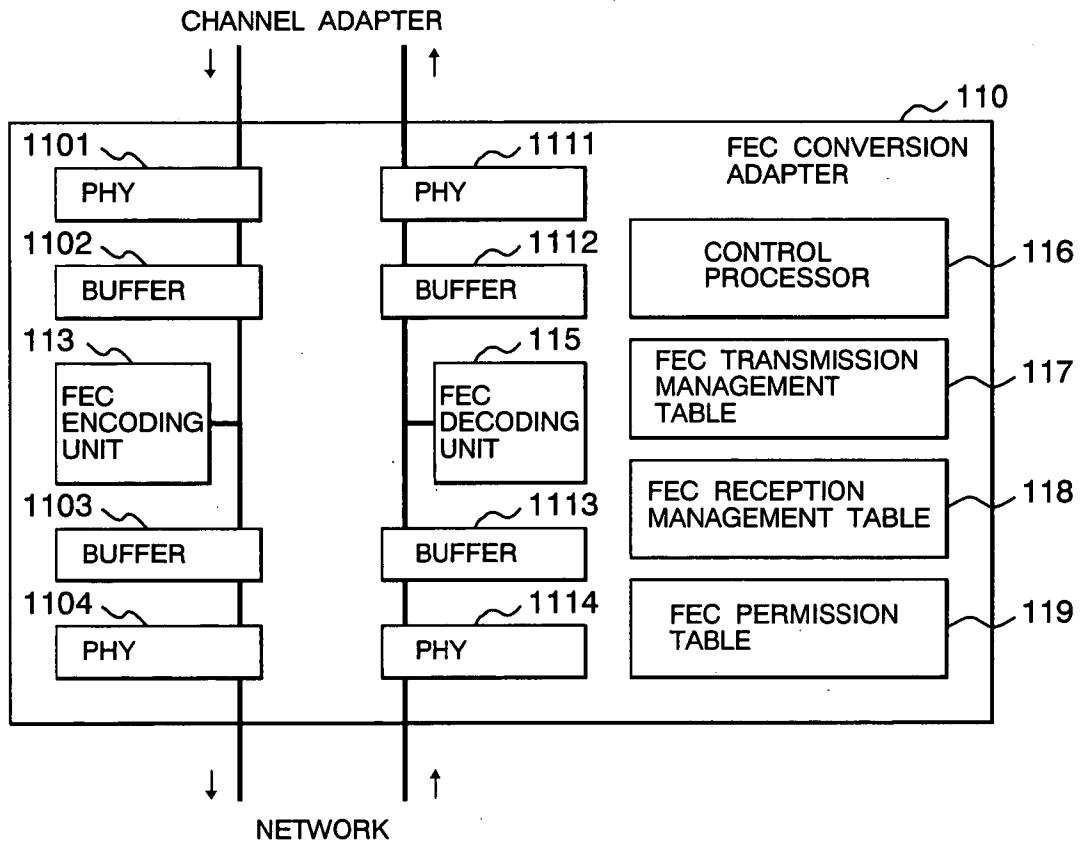 CHANNEL ADAPTER
110
FEC CONVERSION
ADAPTER
1101
PHY
1111
PHY
1102
BUFFER
1112
BUFFER
CONTROL
PROCESSOR
116
113
FEC
ENCODING
UNIT
115
FEC
DECODING
UNIT
FEC TRANSMISSION
MANAGEMENT
TABLE
117
FEC RECEPTION
MANAGEMENT TABLE
118
1103
BUFFER
1113
BUFFER
1104
PHY
1114
PHY
FEC PERMISSION
TABLE
119
NETWORK